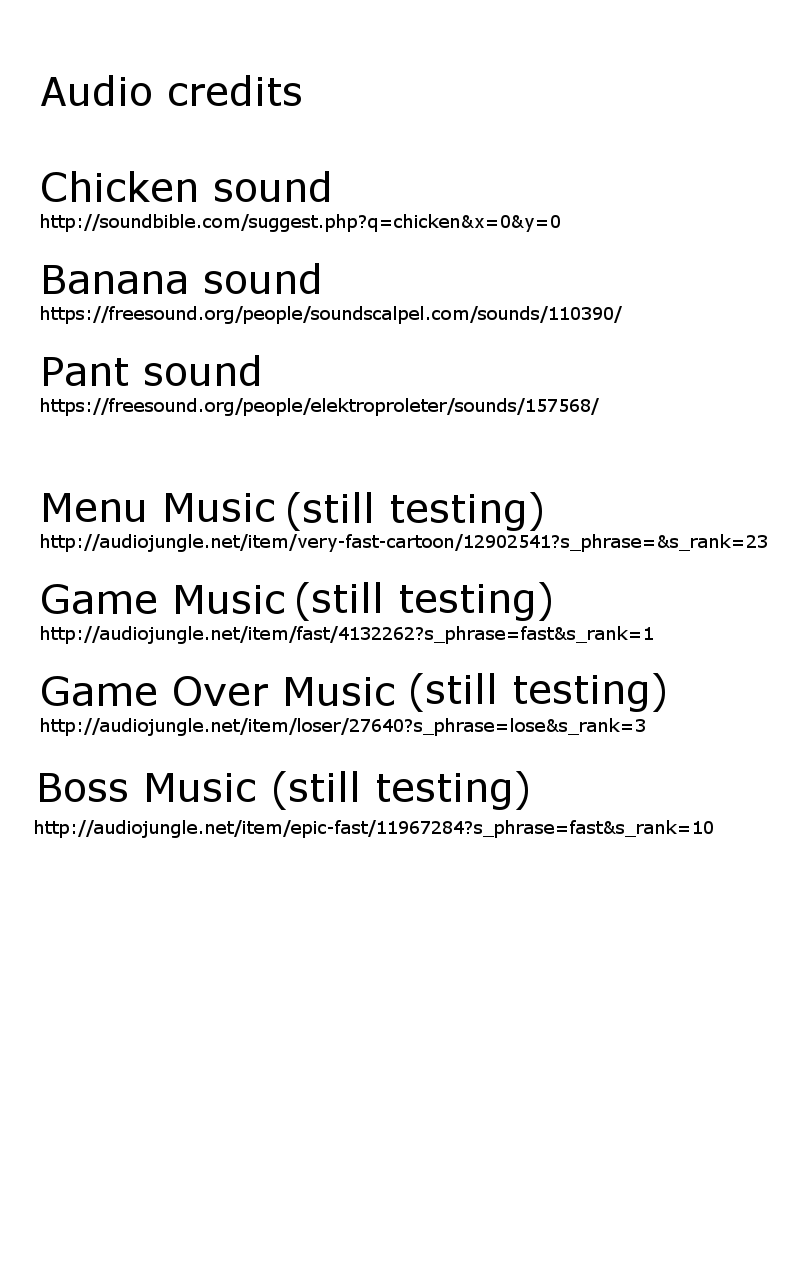 Audio credits
Chicken sound
http://soundbible.com/suggest.php?q=chicken&x=0&y=0
Banana sound
https://freesound.org/people/soundscalpel.com/sounds/110390/
Pant sound
https://freesound.org/people/elektroproleter/sounds/157568/
Menu Music (still testing)
http://audiojungle.net/item/very-fast-cartoon/12902541?s_phrase=&s_rank=23
Game Music (still testing)
http://audiojungle.net/item/fast/4132262?s_phrase=fast&s_rank=1
Game Over Music (still testing)
http://audiojungle.net/item/loser/27640?s_phrase=lose&s_rank=3
Boss Music (still testing)
http://audiojungle.net/item/epic-fast/11967284?s_phrase=fast&s_rank=10